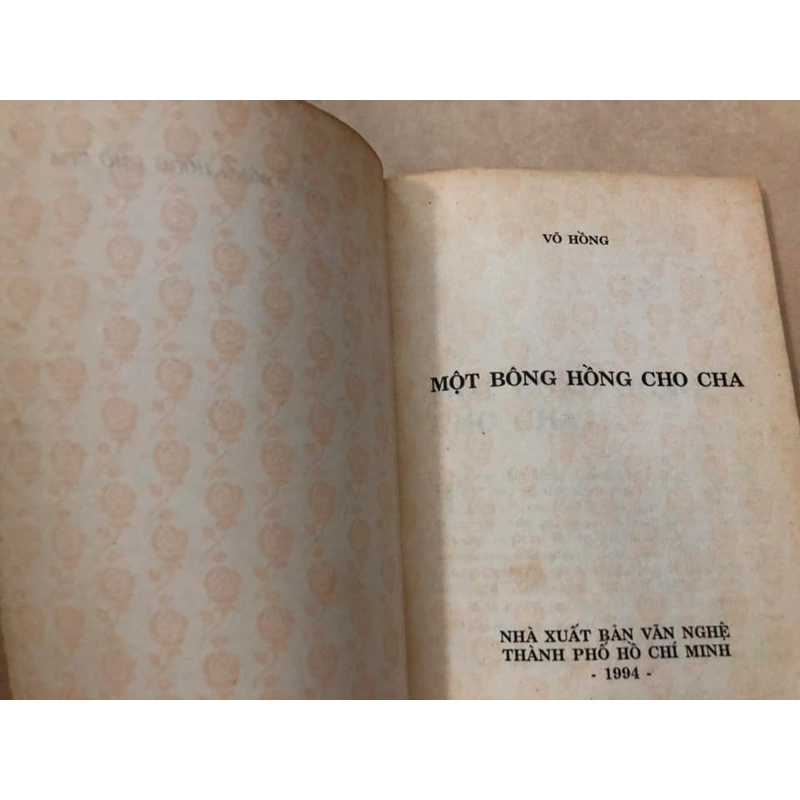 VÕ HỒNG
MỘT BÔNG HỒNG CHO CHA
NHÀ XUẤT BẢN VĂN NGHỆ
THÀNH PHỐ HỒ CHÍ MINH
- 1994 -